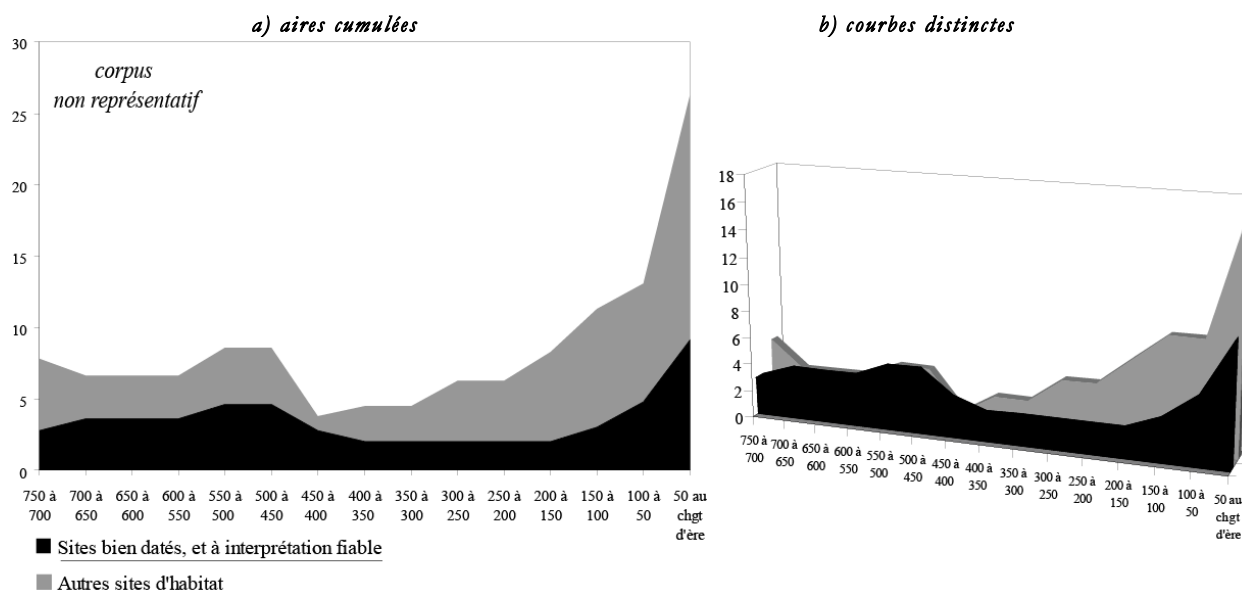 a) aires cumulées
30
25
20
15
10
5
0
corpus
non représentatif
750 à 700 à 650 à 600 à 550 à 500 à 450 à 400 à 350 à 300 à 250 à 200 à 150 à 100 à 50 au
700 650 600 550 500 450 400 350 300 250 200 150 100 50 chgt
d'ère
Sites bien datés, et à interprétation fiable
Autres sites d'habitat
b) courbes distinctes
18
16
14
12
10
8
6
4
2
0
750 à 700 à 650 à 600 à 550 à 500 à 450 à 400 à 350 à 300 à 250 à 200 à 150 à 100 à 50 au
700 650 600 550 500 450 400 350 300 250 200 150 100 50 chgt
d'ère